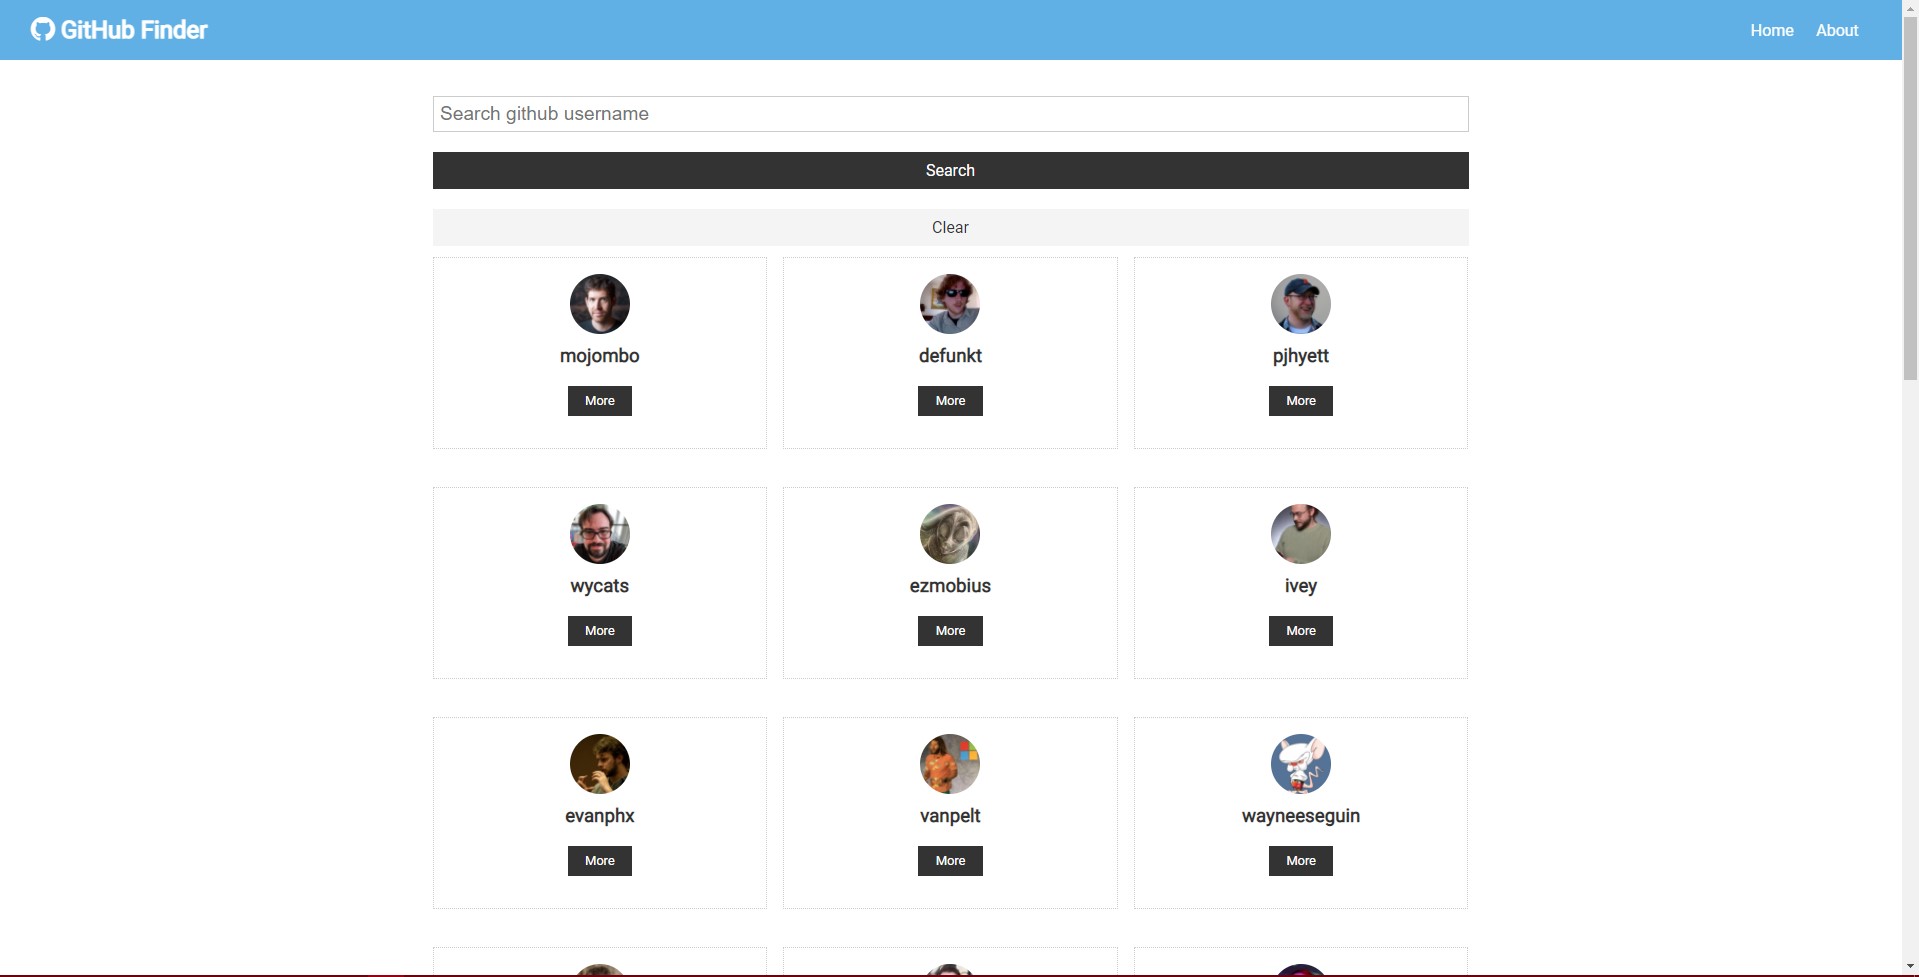 GitHub Finder
Home About
Search github username
Search
Clear
mojombo defunkt pjhyett
More More More
wycats ezmobius ivey
More More More
evanphx vanpelt wayneeseguin
More More More